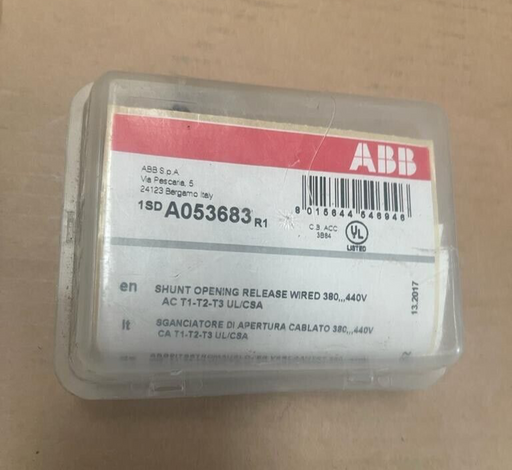 ABB
ABB S.p.A.
Via Pescaria, 5
24123 Bergamo Italy
1SD A053683 R1
8 015644 546946
C.B. ACC
3B84
UL
LISTED
en SHUNT OPENING RELEASE WIRED 380,,,440V
AC T1-T2-T3 UL/CSA
it SGANCIATORE DI APERTURA CABLATO 380,,,440V
CA T1-T2-T3 UL/CSA
13.2017